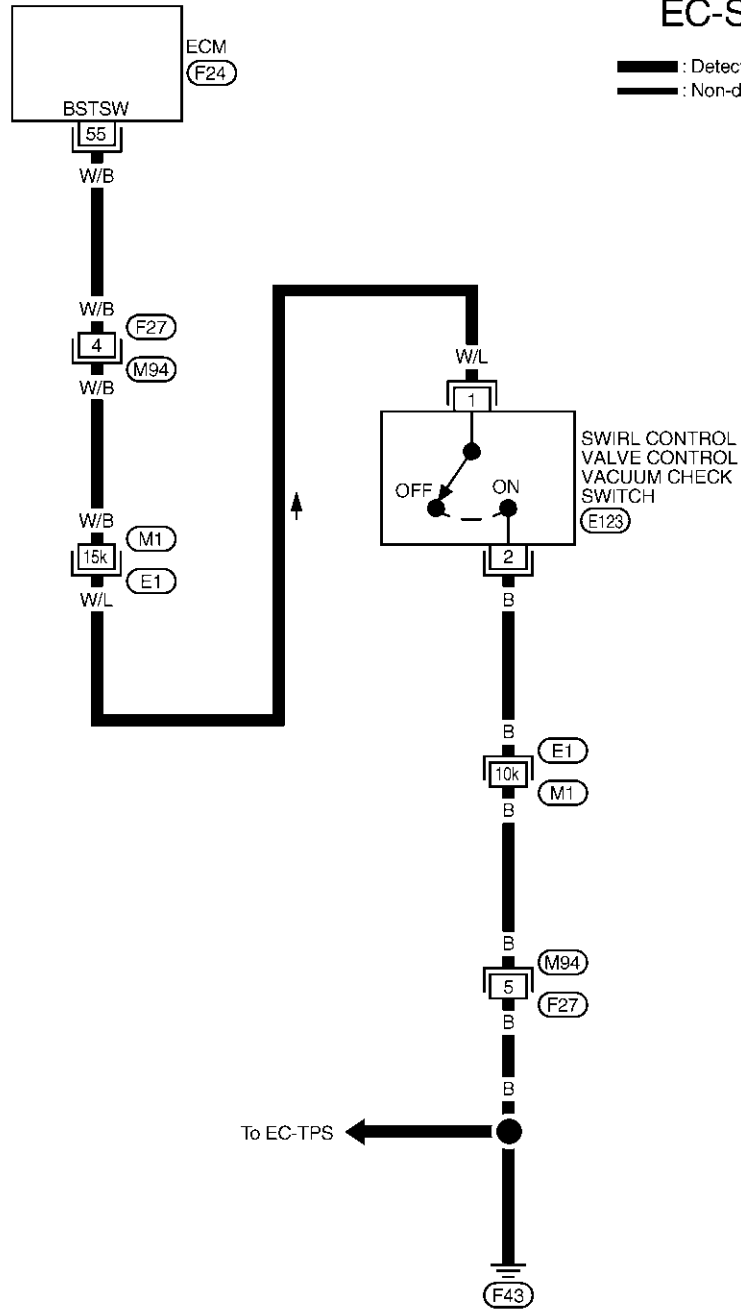 EC-S
: Detec
: Non-d
ECM
F24
BSTSW
55
W/B
W/B
F27
4
M94
W/B
W/B
M1
15k
E1
W/L
W/L
1
SWIRL CONTROL
VALVE CONTROL
VACUUM CHECK
SWITCH
E123
OFF
ON
2
B
B
E1
10k
M1
B
B
M94
5
F27
B
B
To EC-TPS
F43